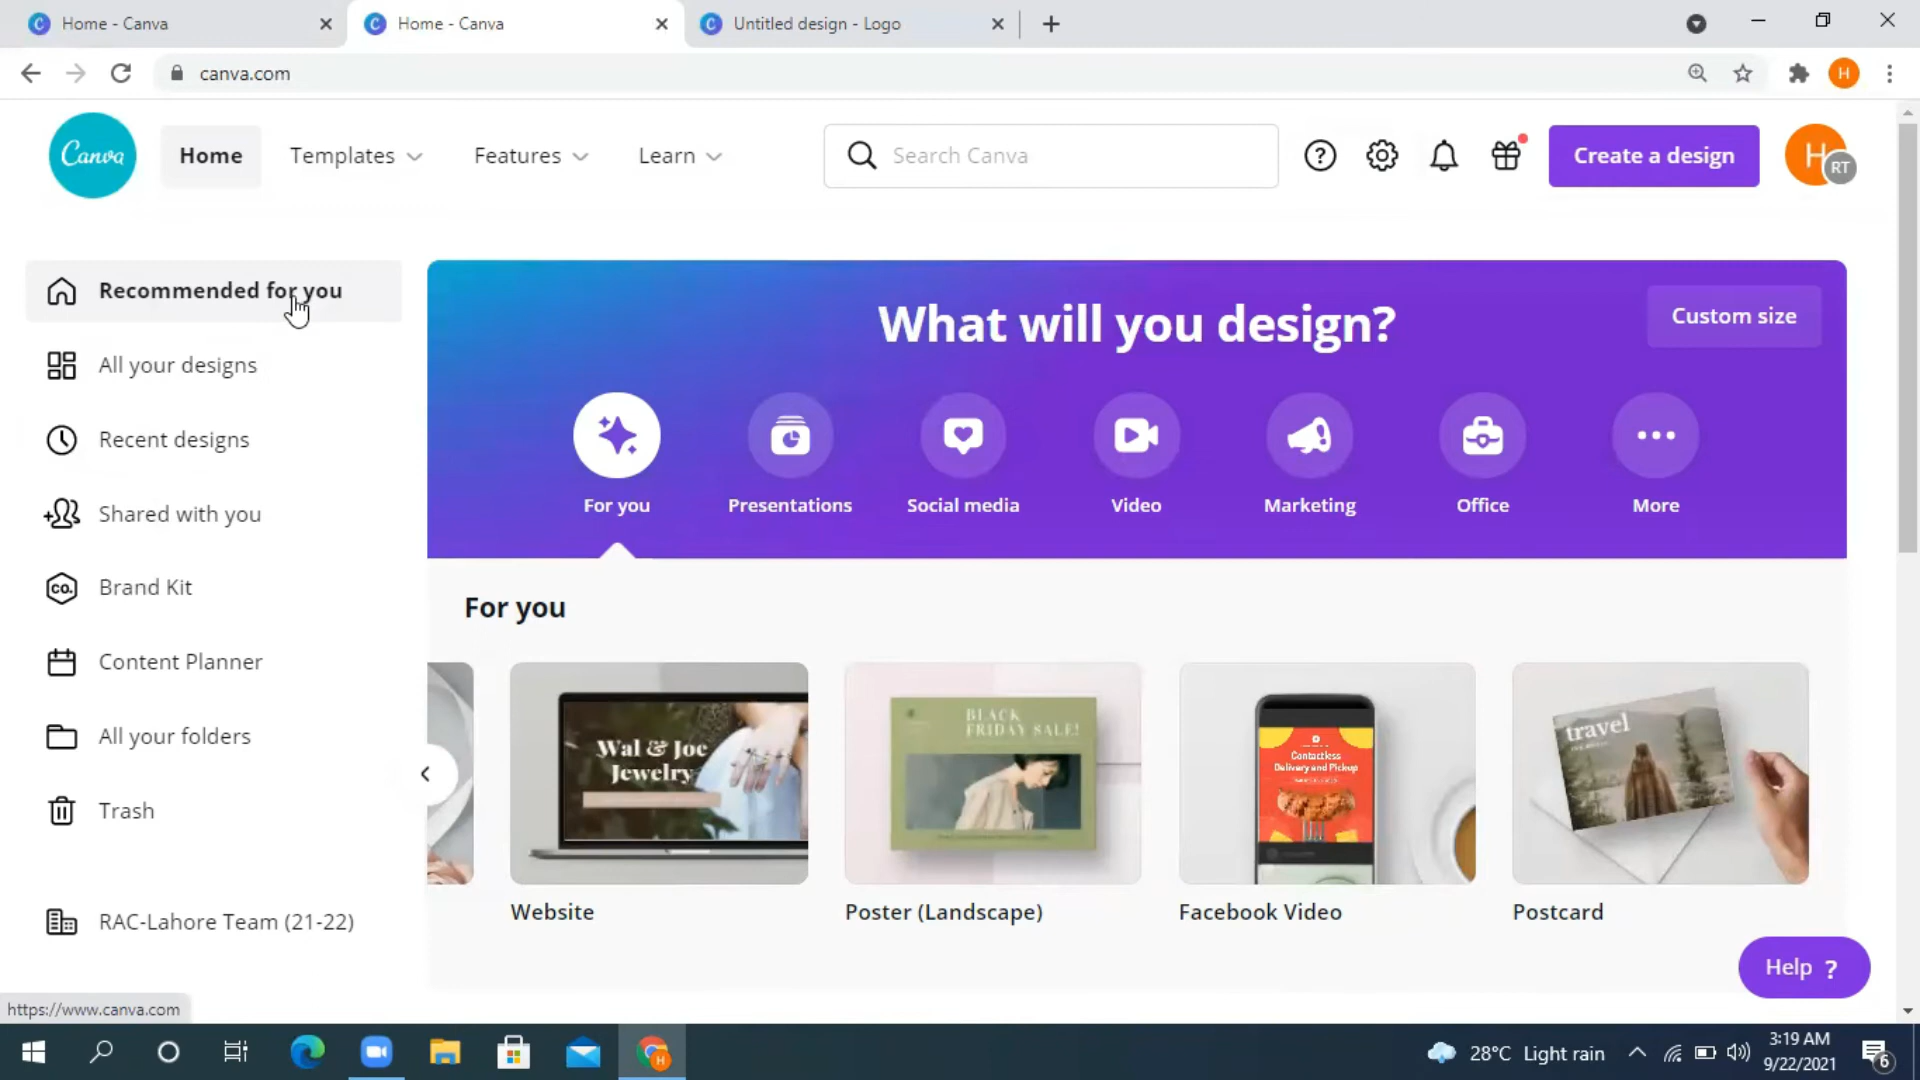 Home - Canva
Home - Canva
Untitled design - Logo
canva.com
H
Canva
Home
Templates
Features
Learn
Search Canva
Create a design
H
RT
Recommended for you
All your designs
Recent designs
Shared with you
CO.
Brand Kit
Content Planner
All your folders
Trash
RAC-Lahore Team (21-22)
https://www.canva.com
What will you design?
Custom size
For you
Presentations
Social media
Video
Marketing
Office
More
For you
Wal & Joe
Jewelry
BLACK
FRIDAY SALE!
Contactless
Delivery and Pickup
travel
Website
Poster (Landscape)
Facebook Video
Postcard
Help ?
H
28°C Light rain
3:19 AM
9/22/2021
6